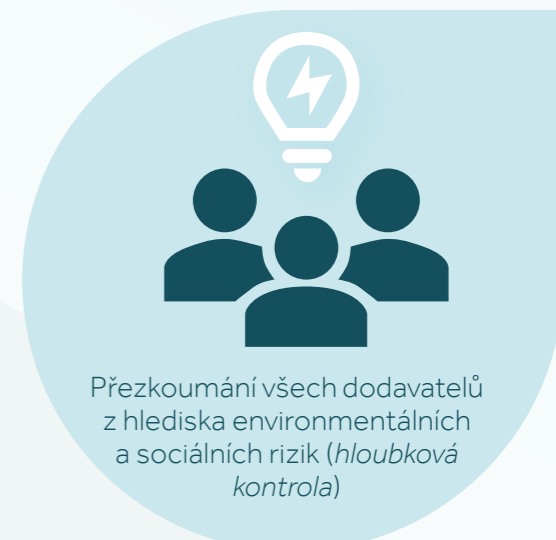 Přezkoumání všech dodavatelů
z hlediska environmentálních
a sociálních rizik (hloubková
kontrola)